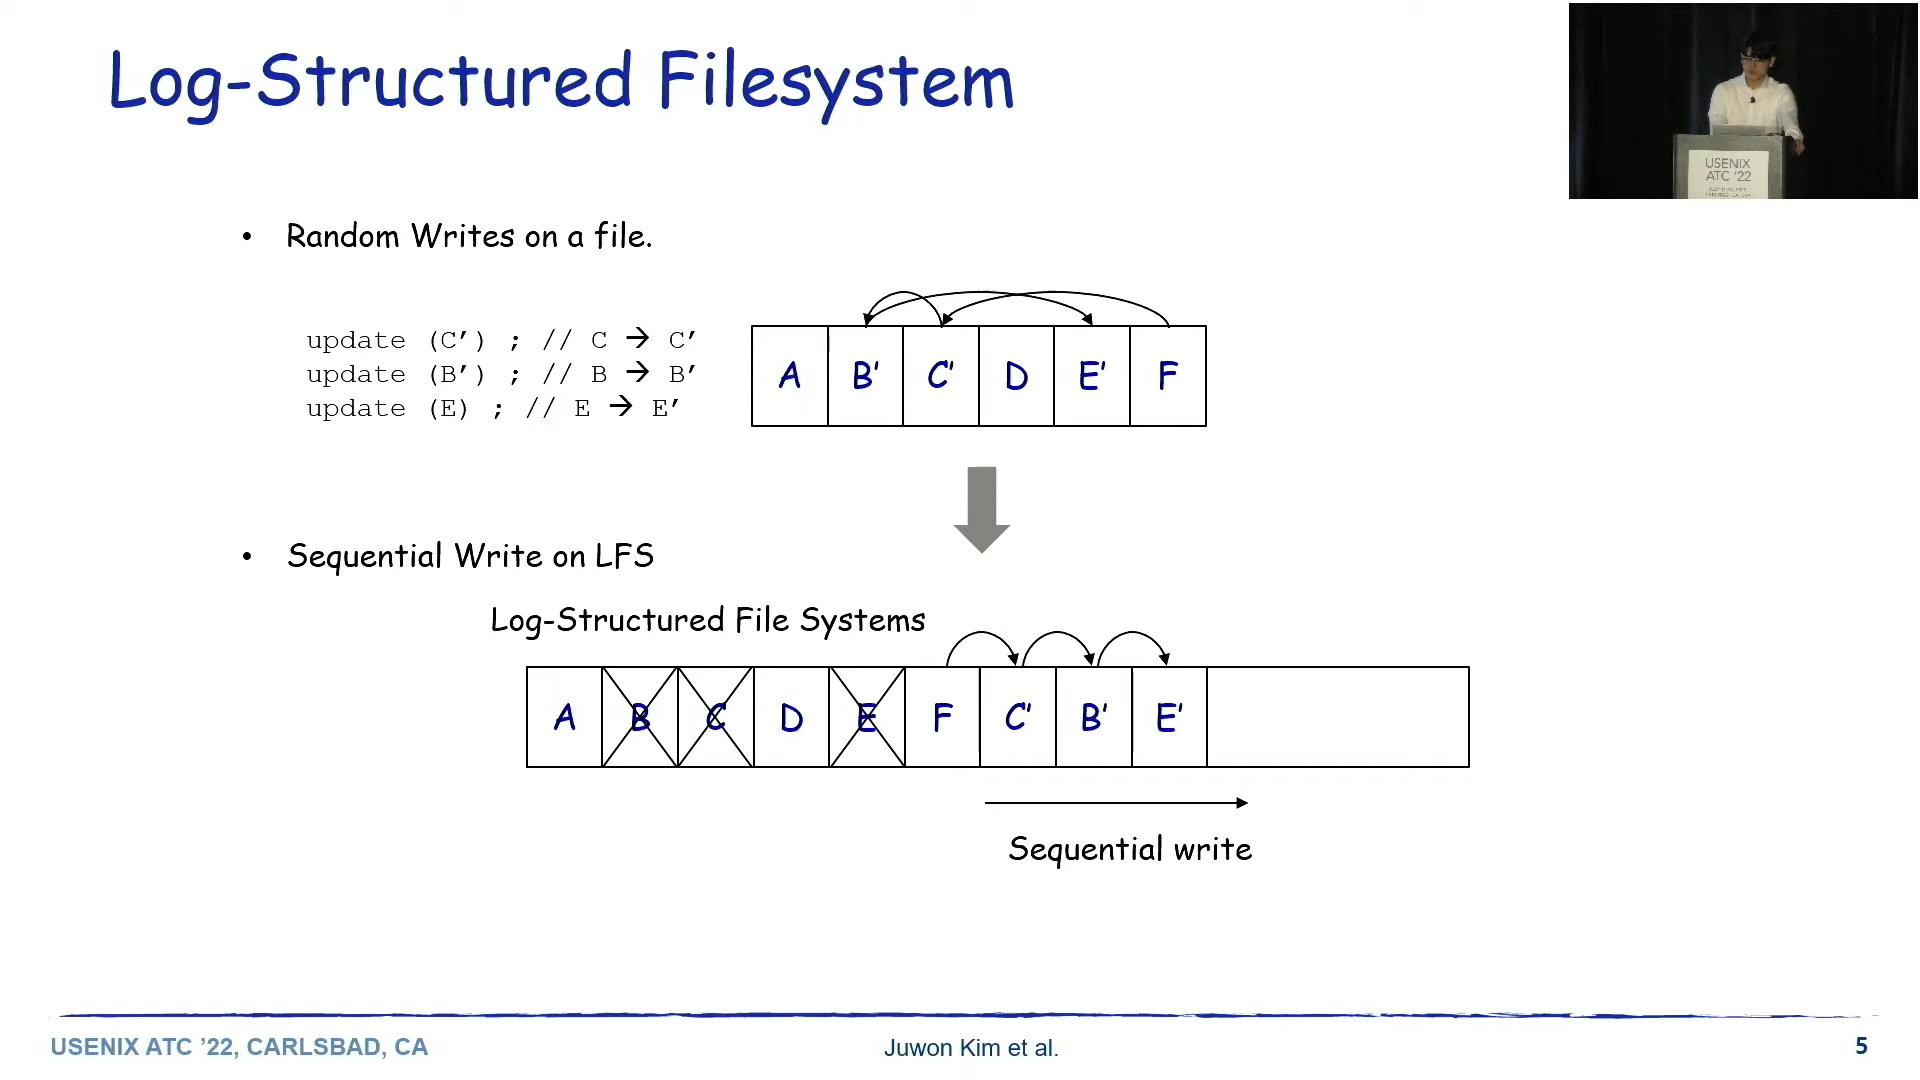 Log-Structured Filesystem
USENIX
ATC '22
• Random Writes on a file.
update (C’) ; // C → C’
update (B’) ; // B → B’
update (E) ; // E → E’
A B’ C’ D E’ F
• Sequential Write on LFS
Log-Structured File Systems
A B C D E F C’ B’ E’
Sequential write
USENIX ATC ’22, CARLSBAD, CA
Juwon Kim et al.
5